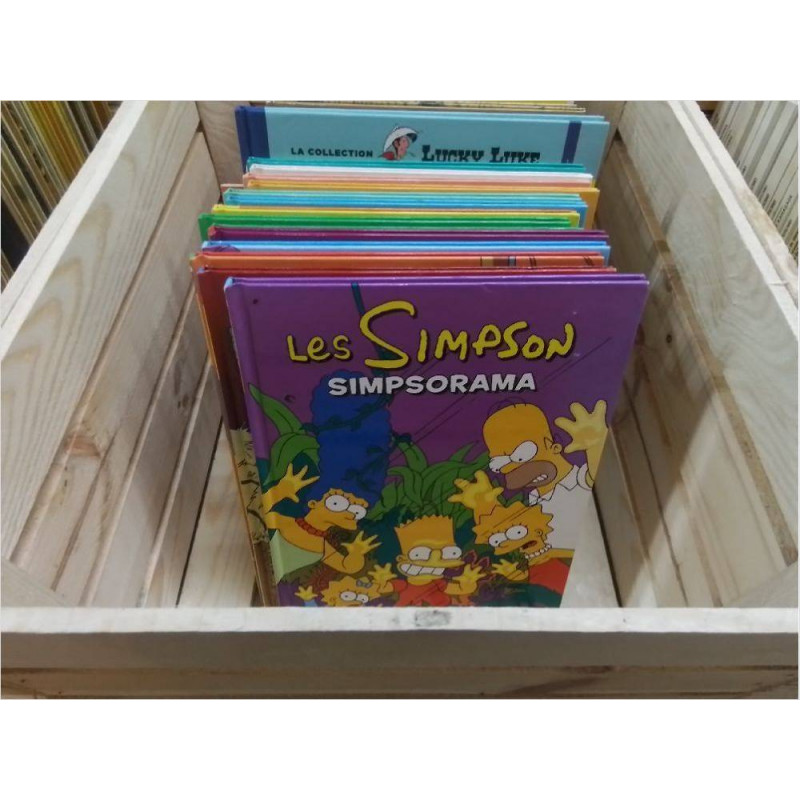 LA COLLECTION LUCKY LUKE
Les SIMPSON
SIMPSORAMA